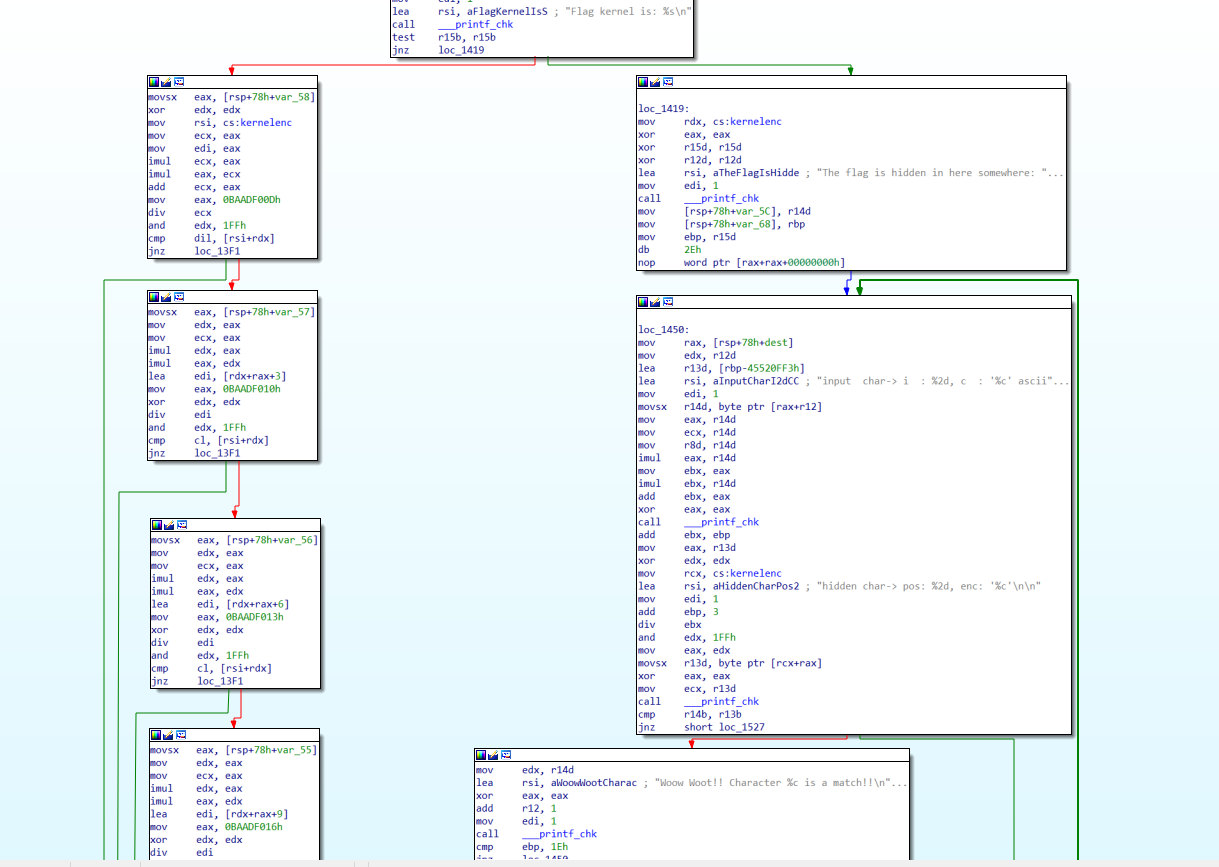 lea rsi, aFlagKernelIsS ; "Flag kernel is: %s\n"
call ___printf_chk
test r15b, r15b
jnz loc_1419
movsx eax, [rsp+78h+var_58]
xor edx, edx
mov rsi, cs:kernelenc
mov ecx, eax
mov edi, eax
imul ecx, eax
imul eax, ecx
add ecx, eax
mov eax, 0BAADF00Dh
div ecx
and edx, 1FFh
cmp dil, [rsi+rdx]
jnz loc_13F1
movsx eax, [rsp+78h+var_57]
mov edx, eax
mov ecx, eax
imul edx, eax
imul eax, edx
lea edi, [rdx+rax+3]
mov eax, 0BAADF010h
xor edx, edx
div edi
and edx, 1FFh
cmp cl, [rsi+rdx]
jnz loc_13F1
movsx eax, [rsp+78h+var_56]
mov edx, eax
mov ecx, eax
imul edx, eax
imul eax, edx
lea edi, [rdx+rax+6]
mov eax, 0BAADF013h
xor edx, edx
div edi
and edx, 1FFh
cmp cl, [rsi+rdx]
jnz loc_13F1
movsx eax, [rsp+78h+var_55]
mov edx, eax
mov ecx, eax
imul edx, eax
imul eax, edx
lea edi, [rdx+rax+9]
mov eax, 0BAADF016h
xor edx, edx
div edi
loc_1419:
mov rdx, cs:kernelenc
xor eax, eax
xor r15d, r15d
xor r12d, r12d
lea rsi, aTheFlagIsHidde ; "The flag is hidden in here somewhere: "...
mov edi, 1
call ___printf_chk
mov [rsp+78h+var_5C], r14d
mov [rsp+78h+var_68], rbp
mov ebp, r15d
db 2Eh
nop word ptr [rax+rax+00000000h]
loc_1450:
mov rax, [rsp+78h+dest]
mov edx, r12d
lea r13d, [rbp-45520FF3h]
lea rsi, aInputCharI2dCC ; "input  char-> i  : %2d, c  : '%c' ascii"...
mov edi, 1
movsx r14d, byte ptr [rax+r12]
mov eax, r14d
mov ecx, r14d
mov r8d, r14d
imul eax, r14d
mov ebx, eax
imul ebx, r14d
add ebx, eax
xor eax, eax
call ___printf_chk
add ebx, ebp
mov eax, r13d
xor edx, edx
mov rcx, cs:kernelenc
lea rsi, aHiddenCharPos2 ; "hidden char-> pos: %2d, enc: '%c'\n\n"
mov edi, 1
add ebp, 3
div ebx
and edx, 1FFh
mov eax, edx
movsx r13d, byte ptr [rcx+rax]
xor eax, eax
mov ecx, r13d
call ___printf_chk
cmp r14b, r13b
jnz short loc_1527
mov edx, r14d
lea rsi, aWoowWootCharac ; "Woow Woot!! Character %c is a match!!\n"...
xor eax, eax
add r12, 1
mov edi, 1
call ___printf_chk
cmp ebp, 1Eh